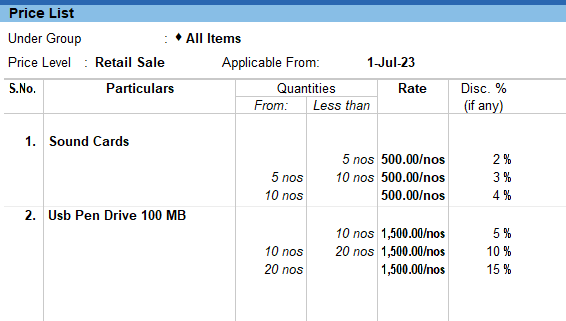 Price List
Under Group : ♦ All Items
Price Level : Retail Sale Applicable From: 1-Jul-23
S.No. Particulars Quantities Rate Disc. %
From: Less than (if any)
1. Sound Cards
5 nos 500.00/nos 2 %
5 nos 10 nos 500.00/nos 3 %
10 nos 500.00/nos 4 %
2. Usb Pen Drive 100 MB
10 nos 1,500.00/nos 5 %
10 nos 20 nos 1,500.00/nos 10 %
20 nos 1,500.00/nos 15 %